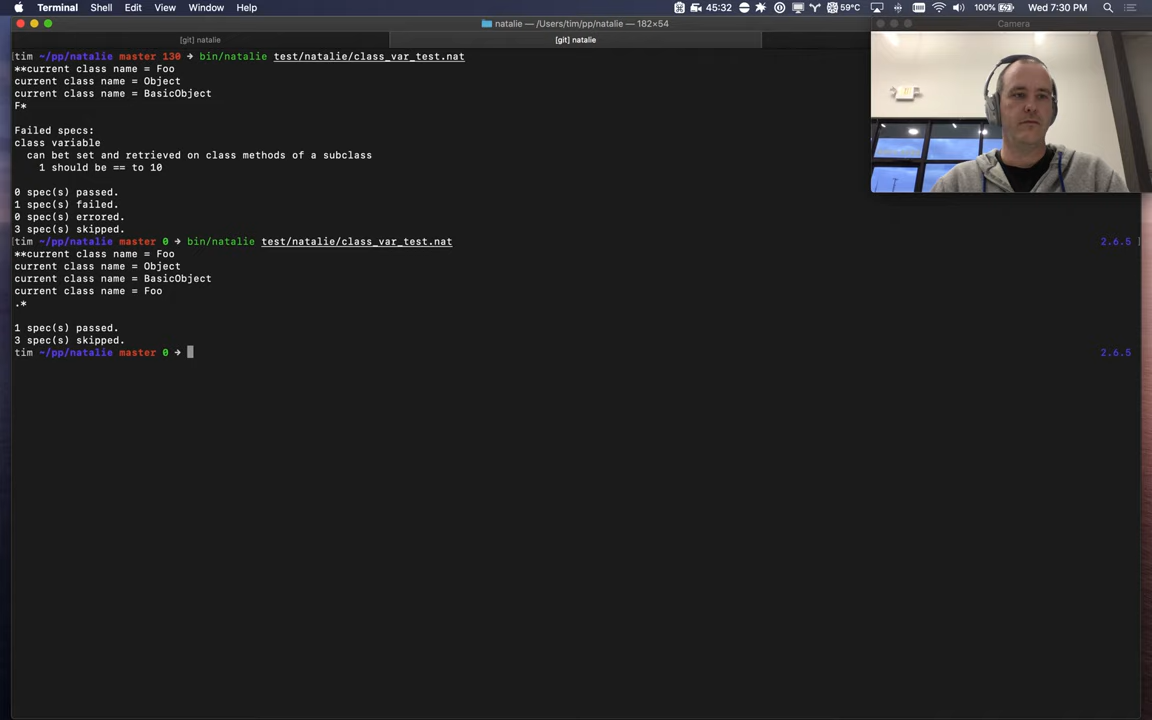 Terminal Shell Edit View Window Help 45:32 59°C 100% Wed 7:30 PM
natalie — /Users/tim/pp/natalie — 182×54
Camera
[git] natalie [git] natalie
tim ~/pp/natalie master 130 → bin/natalie test/natalie/class_var_test.nat
**current class name = Foo
current class name = Object
current class name = BasicObject
F*
Failed specs:
class variable
can bet set and retrieved on class methods of a subclass
1 should be == to 10
0 spec(s) passed.
1 spec(s) failed.
0 spec(s) errored.
3 spec(s) skipped.
tim ~/pp/natalie master 0 → bin/natalie test/natalie/class_var_test.nat 2.6.5
**current class name = Foo
current class name = Object
current class name = BasicObject
current class name = Foo
.*
1 spec(s) passed.
3 spec(s) skipped.
tim ~/pp/natalie master 0 → 2.6.5